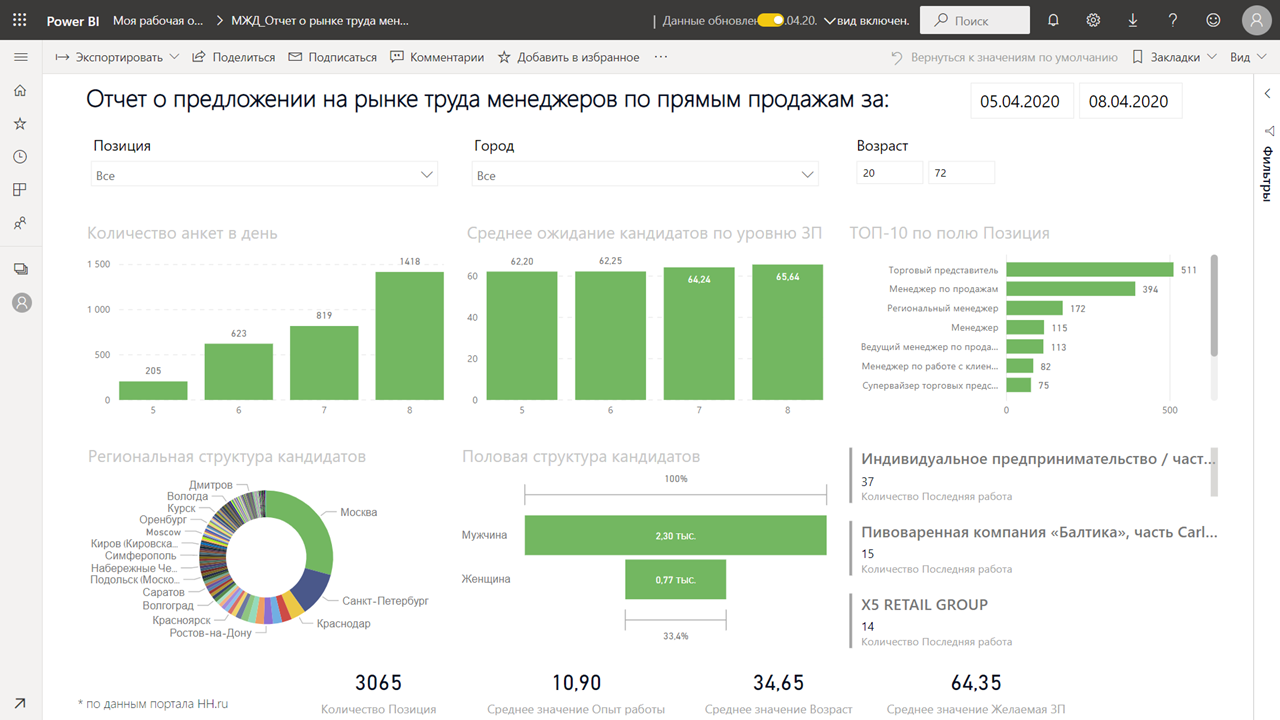 Power BI Моя рабочая о... > МЖД_Отчет о рынке труда мен...
Данные обновлен .04.20. вид включен.
Поиск
Экспортировать Поделиться Подписаться Комментарии Добавить в избранное ...
Вернуться к значениям по умолчанию Закладки Вид
Отчет о предложении на рынке труда менеджеров по прямым продажам за:
05.04.2020 08.04.2020
Фильтры
Позиция
Все
Город
Все
Возраст
20 72
Количество анкет в день
1 500
1 000
500
0
205
623
819
1418
5 6 7 8
Среднее ожидание кандидатов по уровню ЗП
60
40
20
0
62,20
62,25
64,24
65,64
5 6 7 8
ТОП-10 по полю Позиция
Торговый представитель 511
Менеджер по продажам 394
Региональный менеджер 172
Менеджер 115
Ведущий менеджер по прода... 113
Менеджер по работе с клиен... 82
Супервайзер торговых предс... 75
0 500
Региональная структура кандидатов
Дмитров
Вологда
Курск
Оренбург
Moscow
Киров (Кировска...
Симферополь
Набережные Че...
Подольск (Моско...
Саратов
Волгоград
Красноярск
Ростов-на-Дону
Москва
Санкт-Петербург
Краснодар
Половая структура кандидатов
100%
Мужчина 2,30 тыс.
Женщина 0,77 тыс.
33,4%
Индивидуальное предпринимательство / част...
37
Количество Последняя работа
Пивоваренная компания «Балтика», часть Carl...
15
Количество Последняя работа
X5 RETAIL GROUP
14
Количество Последняя работа
* по данным портала HH.ru
3065
Количество Позиция
10,90
Среднее значение Опыт работы
34,65
Среднее значение Возраст
64,35
Среднее значение Желаемая ЗП